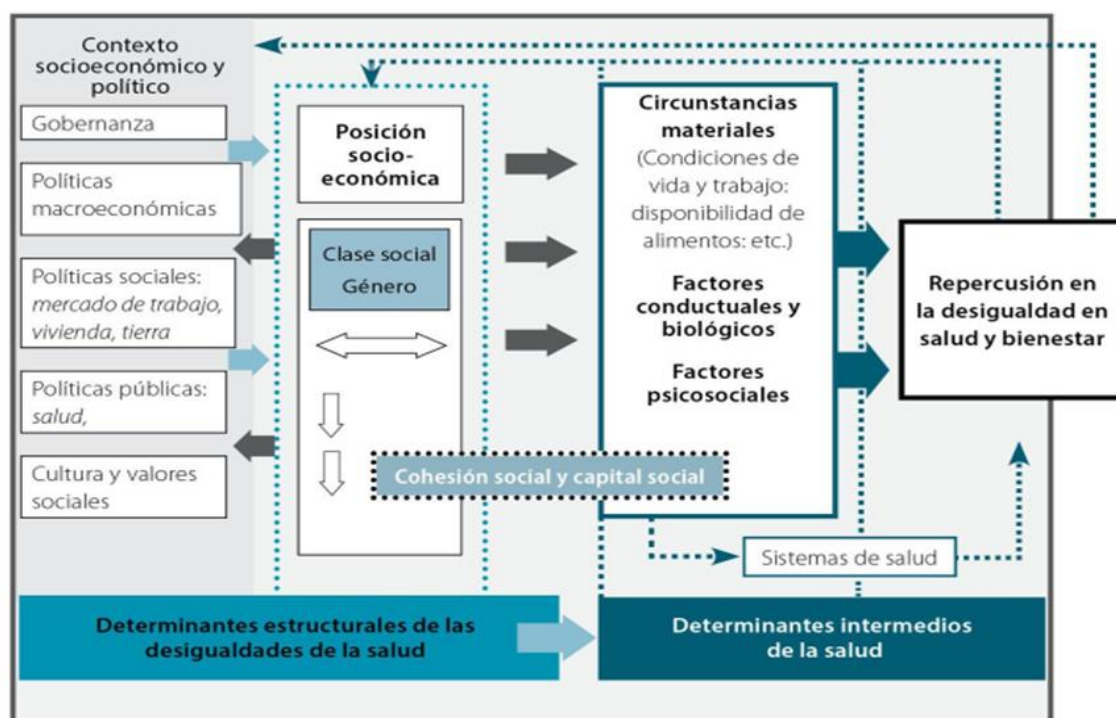 Contexto
socioeconómico y
político
Gobernanza
Políticas
macroeconómicas
Políticas sociales:
mercado de trabajo,
vivienda, tierra
Políticas públicas:
salud,
Cultura y valores
sociales
Posición
socio-
económica
Clase social
Género
Cohesión social y capital social
Circunstancias
materiales
(Condiciones de
vida y trabajo:
disponibilidad de
alimentos: etc.)
Factores
conductuales y
biológicos
Factores
psicosociales
Sistemas de salud
Repercusión en
la desigualdad en
salud y bienestar
Determinantes estructurales de las
desigualdades de la salud
Determinantes intermedios
de la salud